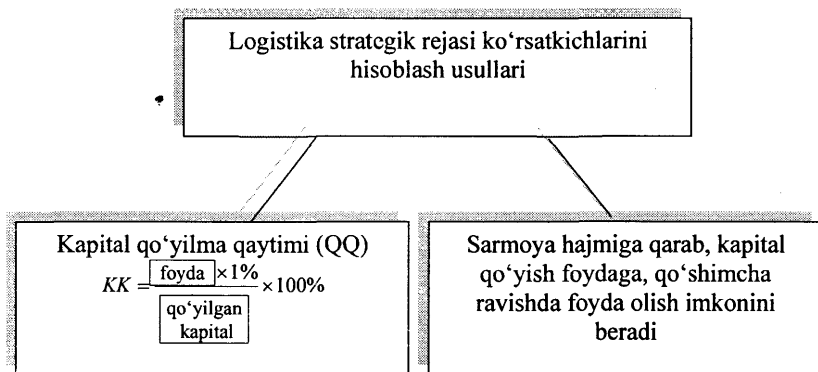 Logistika strategik rejasi ko‘rsatkichlarini
hisoblash usullari
Kapital qo‘yilma qaytimi (QQ)
KK = foyda ×1% / qo‘yilgan kapital ×100%
Sarmoya hajmiga qarab, kapital
qo‘yish foydaga, qo‘shimcha
ravishda foyda olish imkonini
beradi